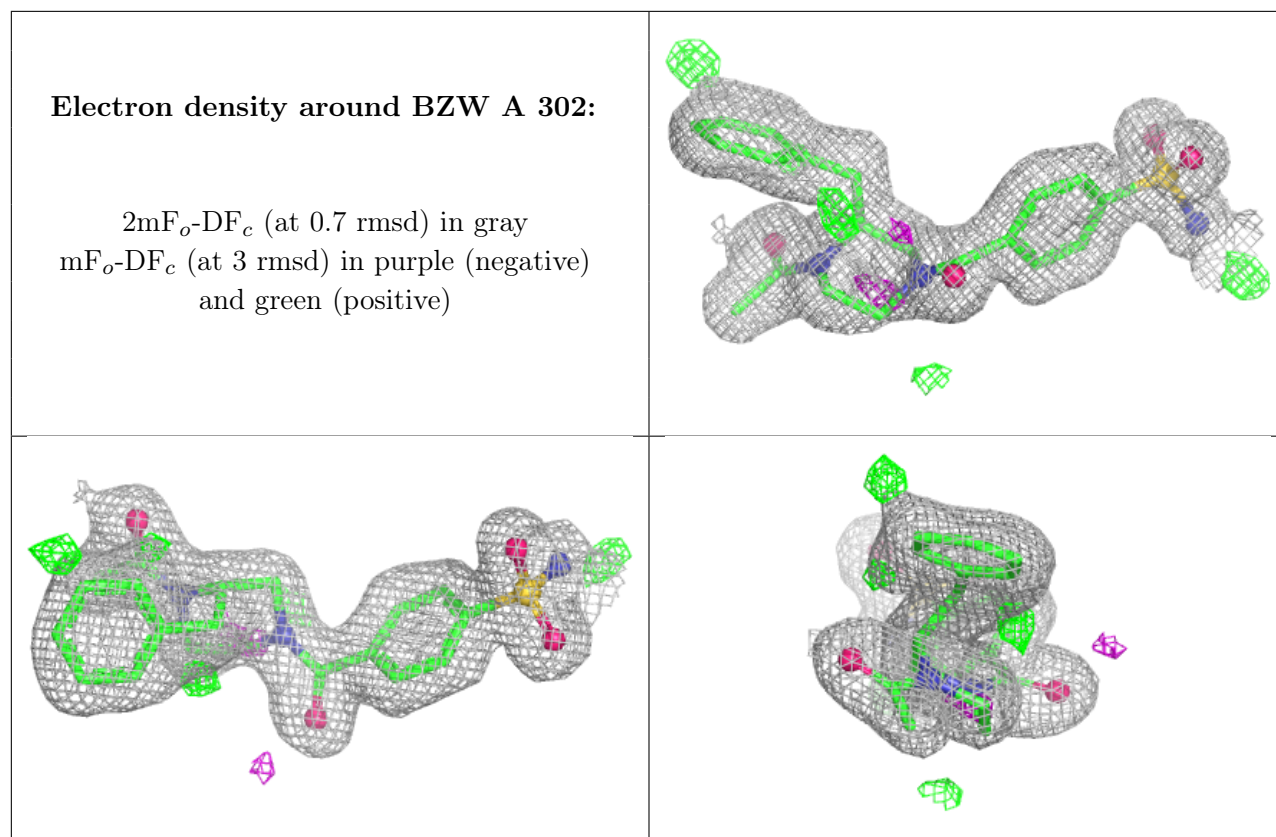 Electron density around BZW A 302:
2mFo-DFc (at 0.7 rmsd) in gray
mFo-DFc (at 3 rmsd) in purple (negative)
and green (positive)